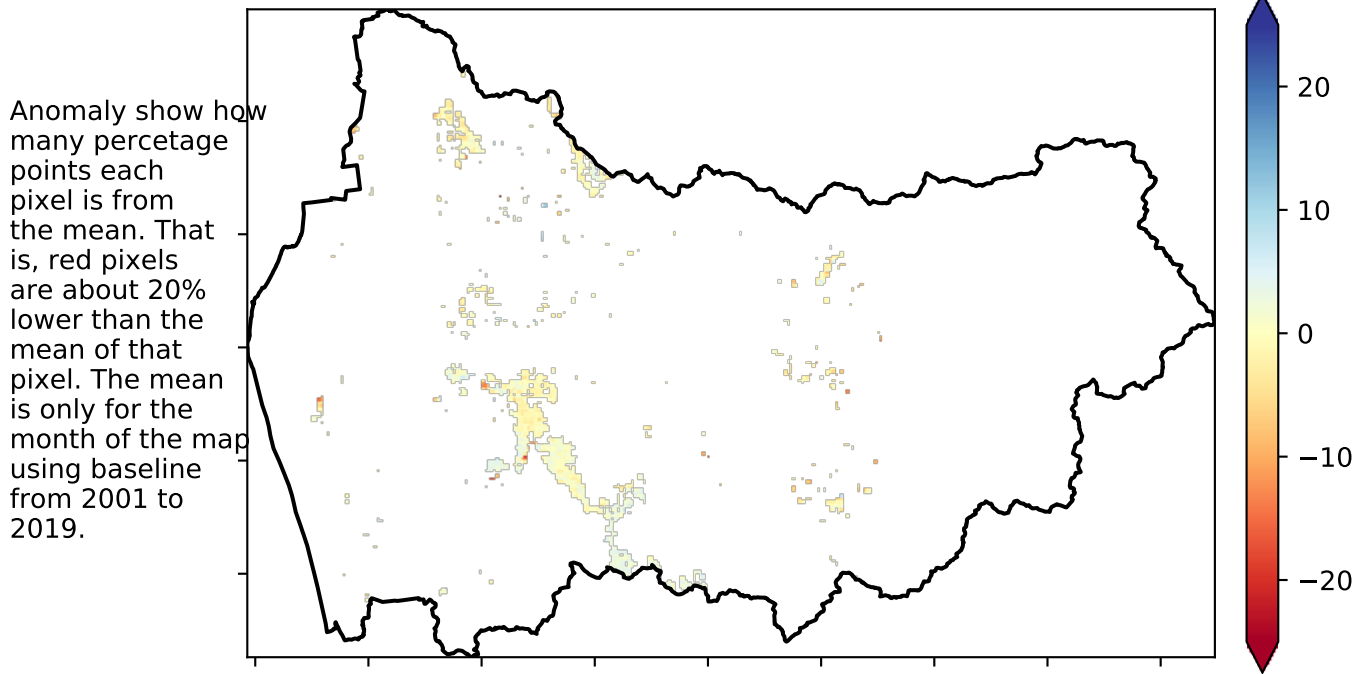 Anomaly show how
many percetage
points each
pixel is from
the mean. That
is, red pixels
are about 20%
lower than the
mean of that
pixel. The mean
is only for the
month of the map
using baseline
from 2001 to
2019.
20
10
0
−10
−20